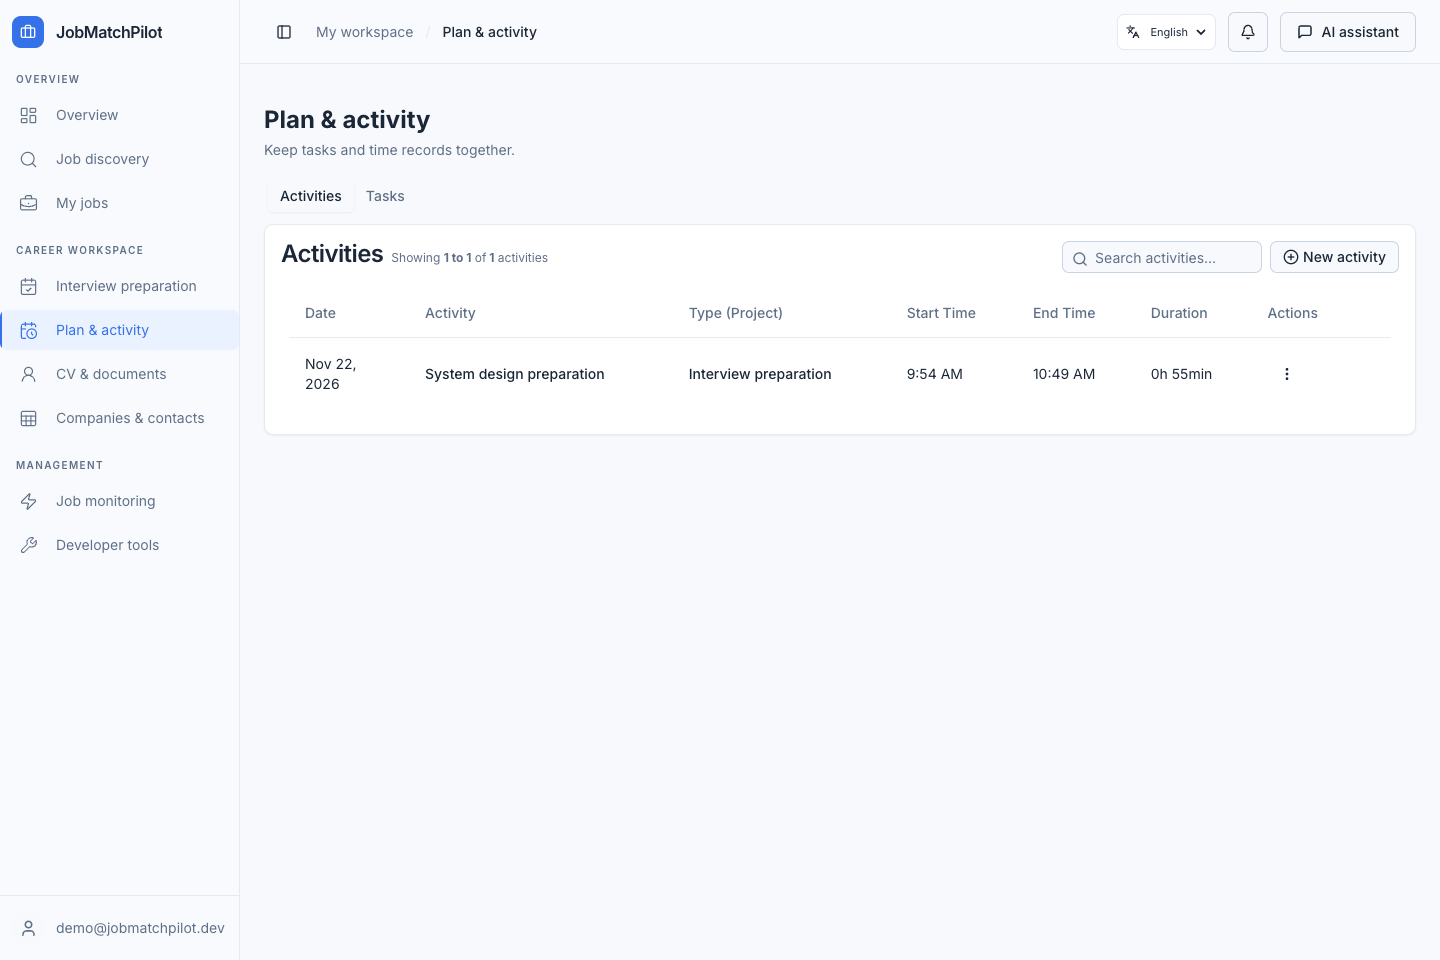 JobMatchPilot
OVERVIEW
Overview
Job discovery
My jobs
CAREER WORKSPACE
Interview preparation
Plan & activity
CV & documents
Companies & contacts
MANAGEMENT
Job monitoring
Developer tools
demo@jobmatchpilot.dev
My workspace / Plan & activity
English
AI assistant
Plan & activity
Keep tasks and time records together.
Activities Tasks
Activities Showing 1 to 1 of 1 activities
Search activities...
New activity
Date Activity Type (Project) Start Time End Time Duration Actions
Nov 22,
2026
System design preparation Interview preparation 9:54 AM 10:49 AM 0h 55min